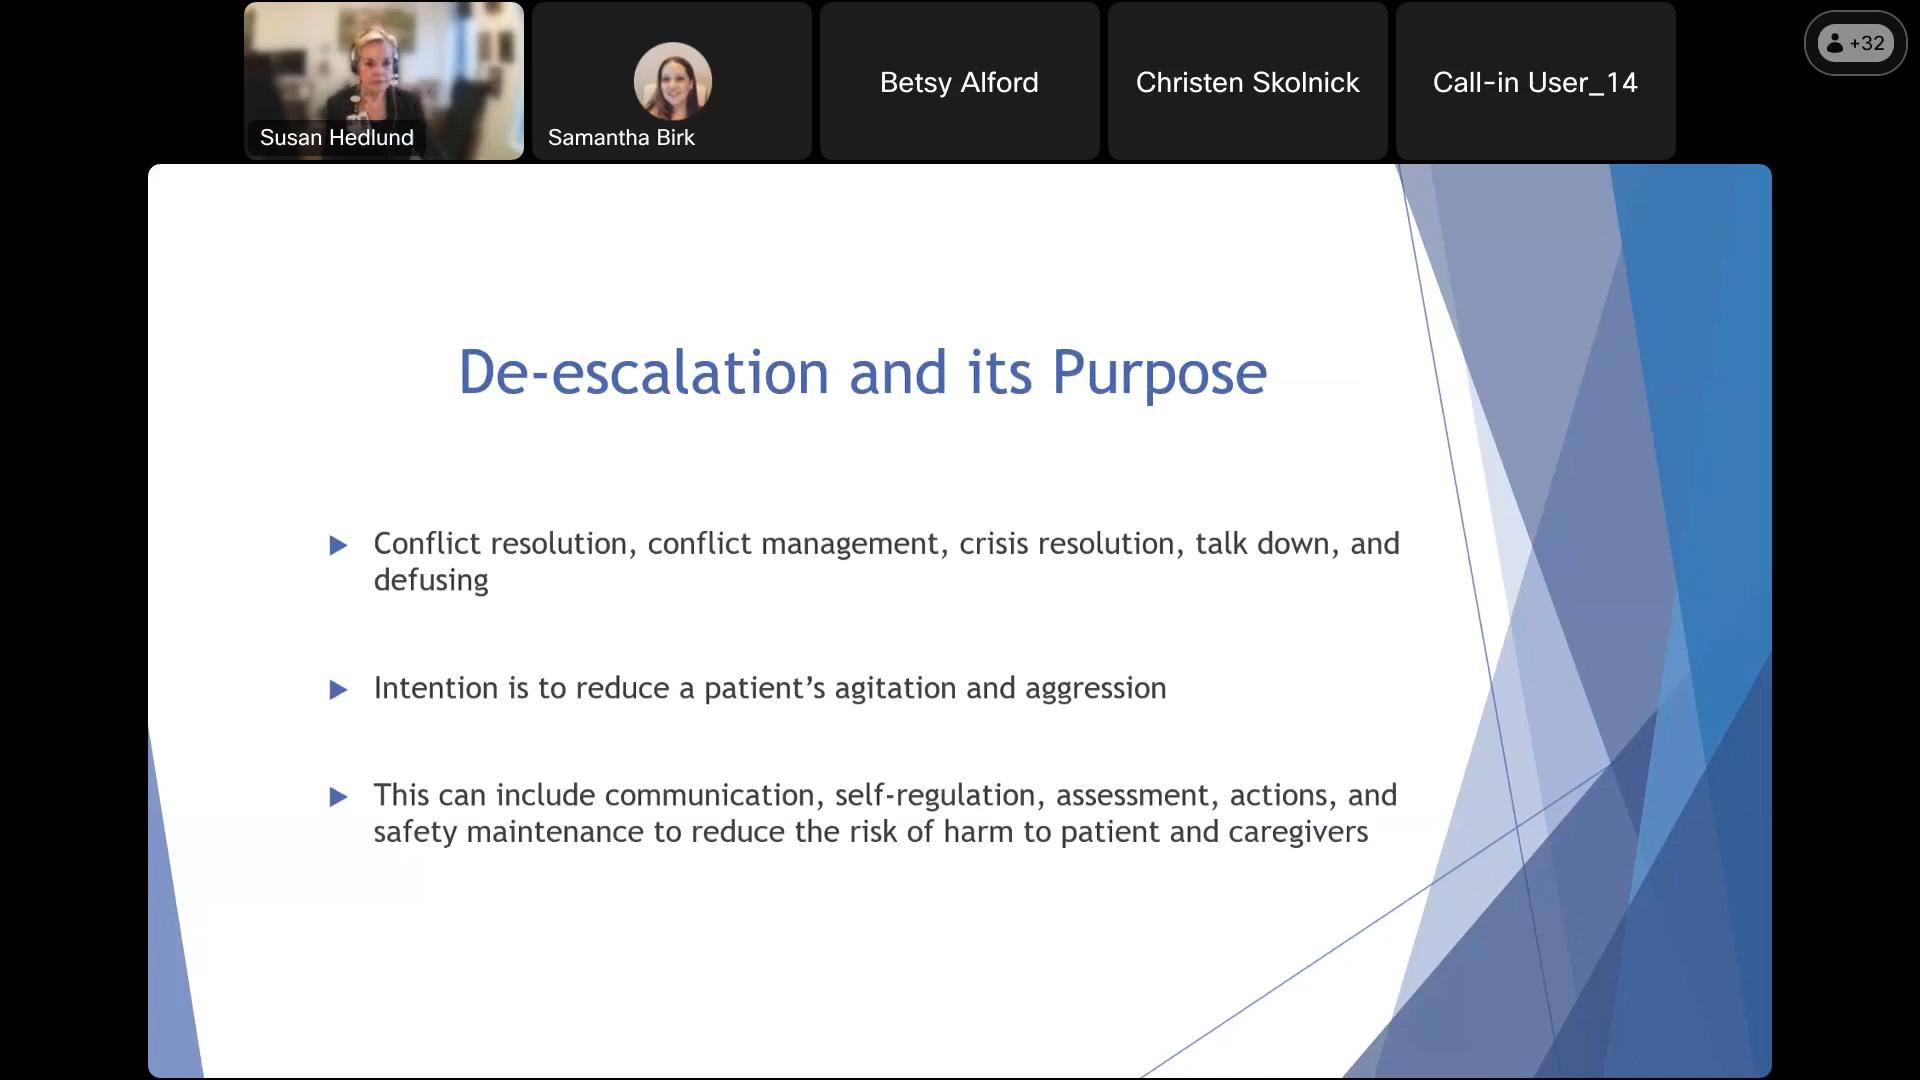 Susan Hedlund
Samantha Birk
Betsy Alford
Christen Skolnick
Call-in User_14
+32
De-escalation and its Purpose
Conflict resolution, conflict management, crisis resolution, talk down, and
defusing
Intention is to reduce a patient’s agitation and aggression
This can include communication, self-regulation, assessment, actions, and
safety maintenance to reduce the risk of harm to patient and caregivers